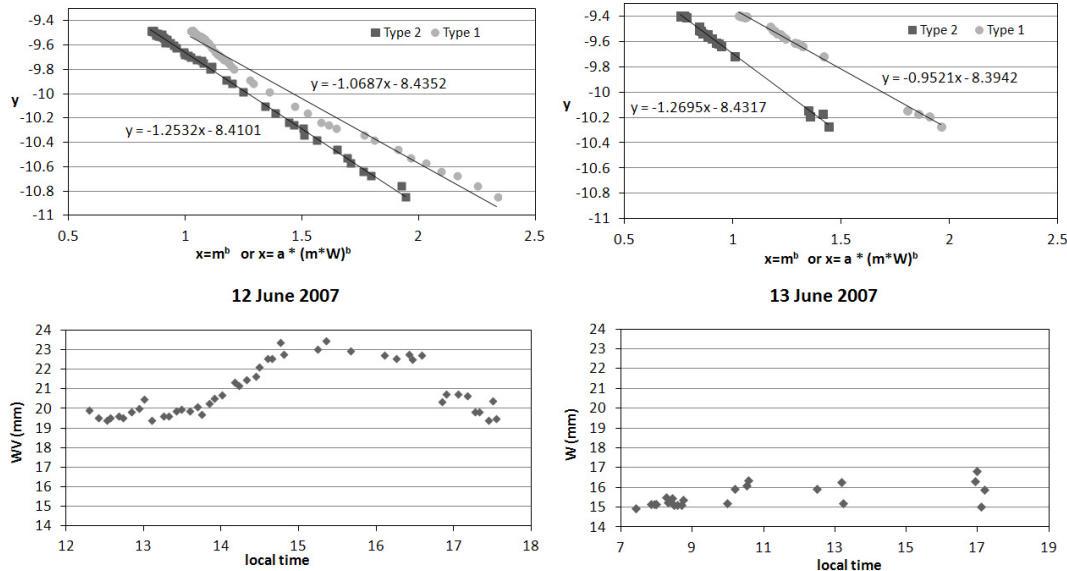 -9.4
-9.6
-9.8
-10
-10.2
-10.4
-10.6
-10.8
-11
y
Type 2 Type 1
y = -1.0687x - 8.4352
y = -1.2532x - 8.4101
0.5 1 1.5 2 2.5
x=mᵇ or x= a * (m*W)ᵇ
-9.4
-9.6
-9.8
-10
-10.2
-10.4
-10.6
-10.8
-11
y
Type 2 Type 1
y = -0.9521x - 8.3942
y = -1.2695x - 8.4317
0.5 1 1.5 2 2.5
x=mᵇ or x= a * (m*W)ᵇ
12 June 2007
24
23
22
21
20
19
18
17
16
15
14
WV (mm)
12 13 14 15 16 17 18
local time
13 June 2007
24
23
22
21
20
19
18
17
16
15
14
W (mm)
7 9 11 13 15 17 19
local time